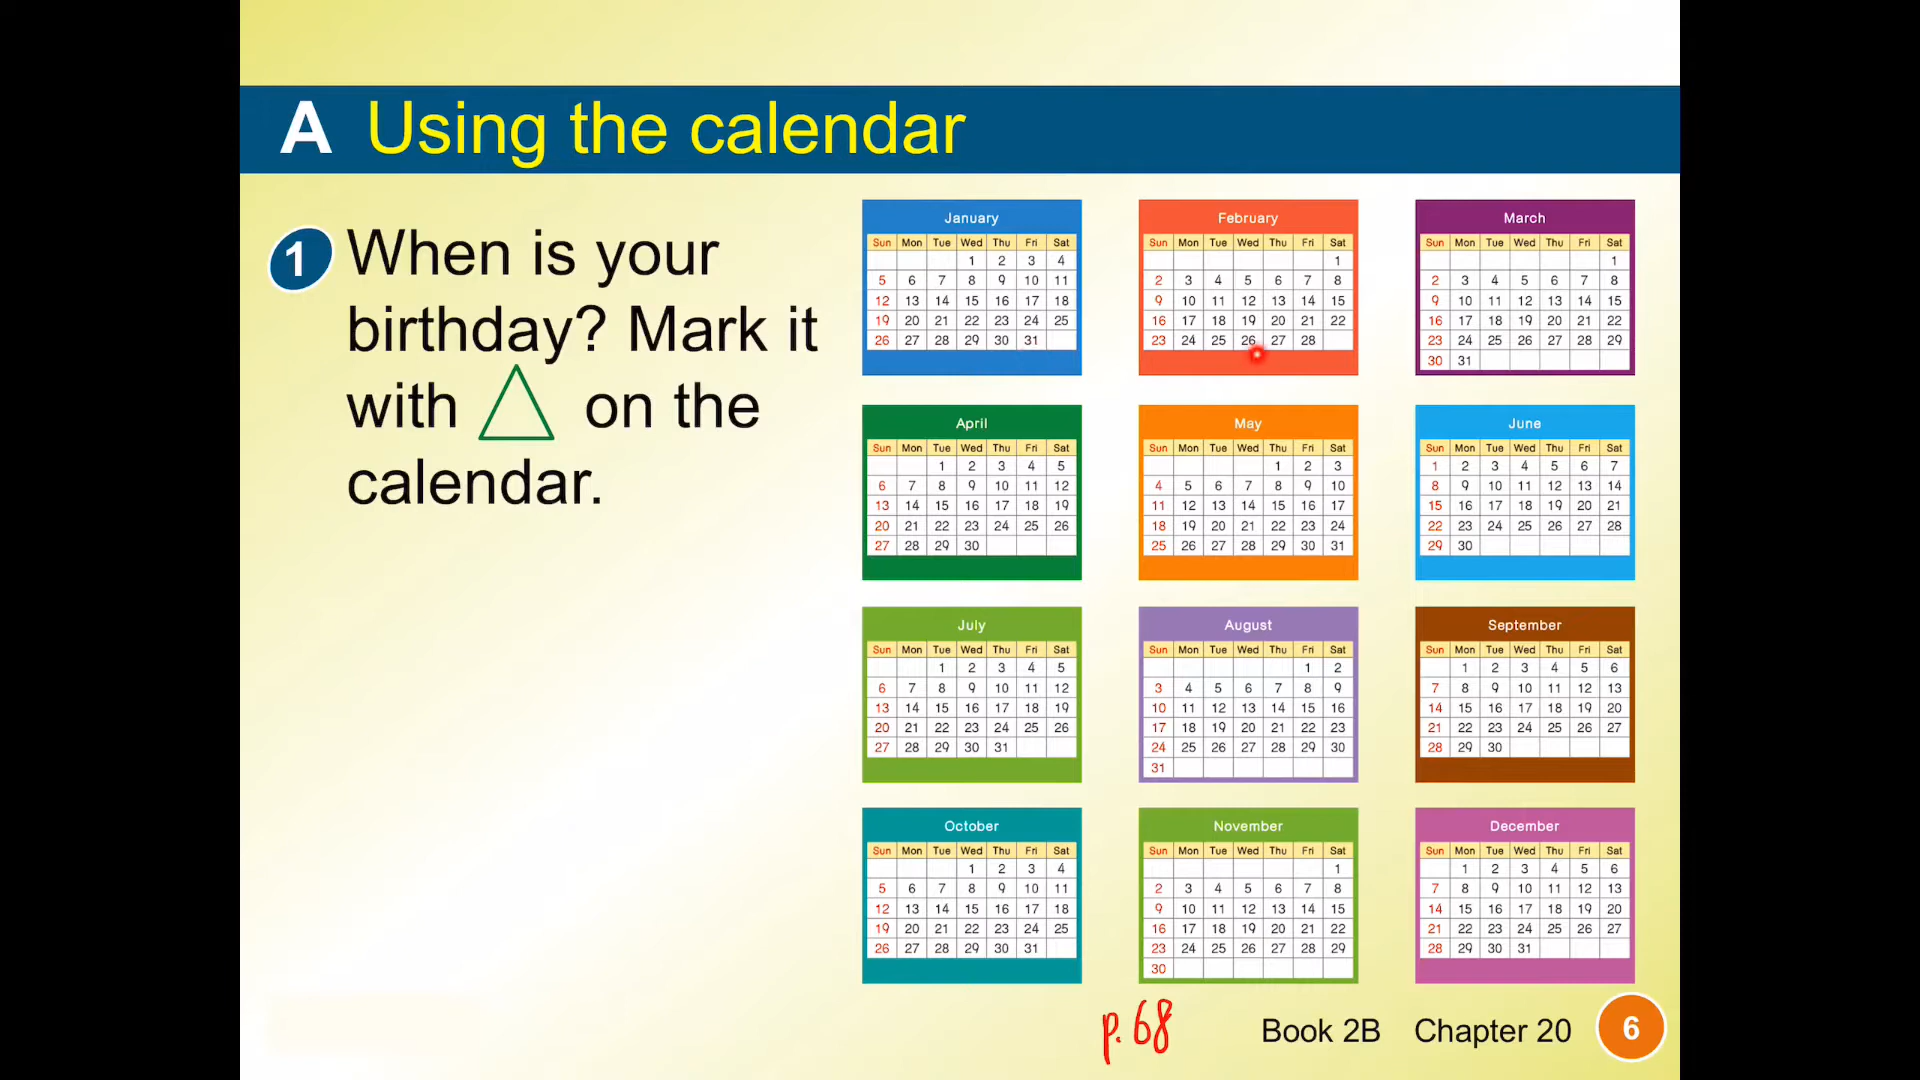 A Using the calendar
1 When is your
birthday? Mark it
with on the
calendar.
January
Sun Mon Tue Wed Thu Fri Sat
1 2 3 4
5 6 7 8 9 10 11
12 13 14 15 16 17 18
19 20 21 22 23 24 25
26 27 28 29 30 31
February
Sun Mon Tue Wed Thu Fri Sat
1
2 3 4 5 6 7 8
9 10 11 12 13 14 15
16 17 18 19 20 21 22
23 24 25 26 27 28
March
Sun Mon Tue Wed Thu Fri Sat
1
2 3 4 5 6 7 8
9 10 11 12 13 14 15
16 17 18 19 20 21 22
23 24 25 26 27 28 29
30 31
April
Sun Mon Tue Wed Thu Fri Sat
1 2 3 4 5
6 7 8 9 10 11 12
13 14 15 16 17 18 19
20 21 22 23 24 25 26
27 28 29 30
May
Sun Mon Tue Wed Thu Fri Sat
1 2 3
4 5 6 7 8 9 10
11 12 13 14 15 16 17
18 19 20 21 22 23 24
25 26 27 28 29 30 31
June
Sun Mon Tue Wed Thu Fri Sat
1 2 3 4 5 6 7
8 9 10 11 12 13 14
15 16 17 18 19 20 21
22 23 24 25 26 27 28
29 30
July
Sun Mon Tue Wed Thu Fri Sat
1 2 3 4 5
6 7 8 9 10 11 12
13 14 15 16 17 18 19
20 21 22 23 24 25 26
27 28 29 30 31
August
Sun Mon Tue Wed Thu Fri Sat
1 2
3 4 5 6 7 8 9
10 11 12 13 14 15 16
17 18 19 20 21 22 23
24 25 26 27 28 29 30
31
September
Sun Mon Tue Wed Thu Fri Sat
1 2 3 4 5 6
7 8 9 10 11 12 13
14 15 16 17 18 19 20
21 22 23 24 25 26 27
28 29 30
October
Sun Mon Tue Wed Thu Fri Sat
1 2 3 4
5 6 7 8 9 10 11
12 13 14 15 16 17 18
19 20 21 22 23 24 25
26 27 28 29 30 31
November
Sun Mon Tue Wed Thu Fri Sat
1
2 3 4 5 6 7 8
9 10 11 12 13 14 15
16 17 18 19 20 21 22
23 24 25 26 27 28 29
30
December
Sun Mon Tue Wed Thu Fri Sat
1 2 3 4 5 6
7 8 9 10 11 12 13
14 15 16 17 18 19 20
21 22 23 24 25 26 27
28 29 30 31
p.68
Book 2B Chapter 20 6